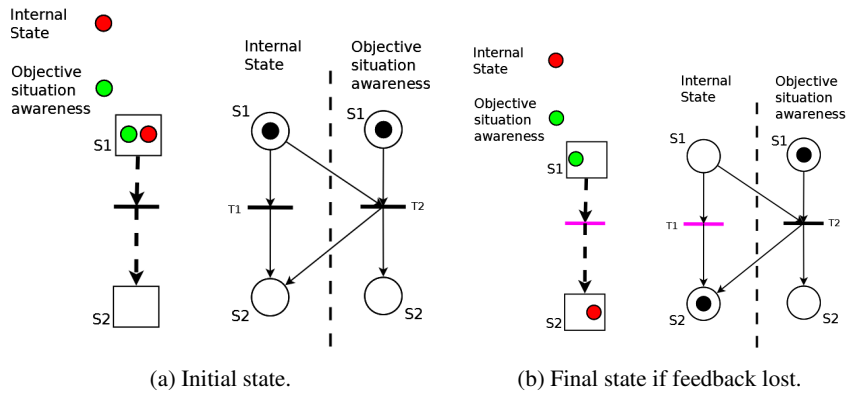 Internal
State
Objective
situation
awareness
S1
S2
Internal
State
Objective
situation
awareness
S1
S1
T1
T2
S2
S2
(a) Initial state.
Internal
State
Objective
situation
awareness
S1
S2
Internal
State
Objective
situation
awareness
S1
S1
T1
T2
S2
S2
(b) Final state if feedback lost.